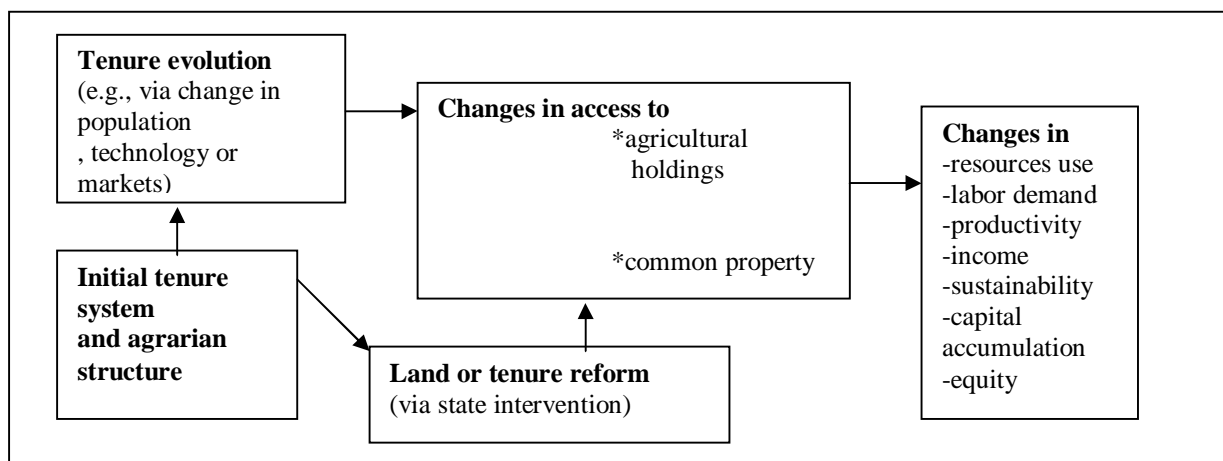 Tenure evolution
(e.g., via change in
population
, technology or
markets)
Changes in access to
*agricultural
holdings
*common property
Changes in
-resources use
-labor demand
-productivity
-income
-sustainability
-capital
accumulation
-equity
Initial tenure
system
and agrarian
structure
Land or tenure reform
(via state intervention)